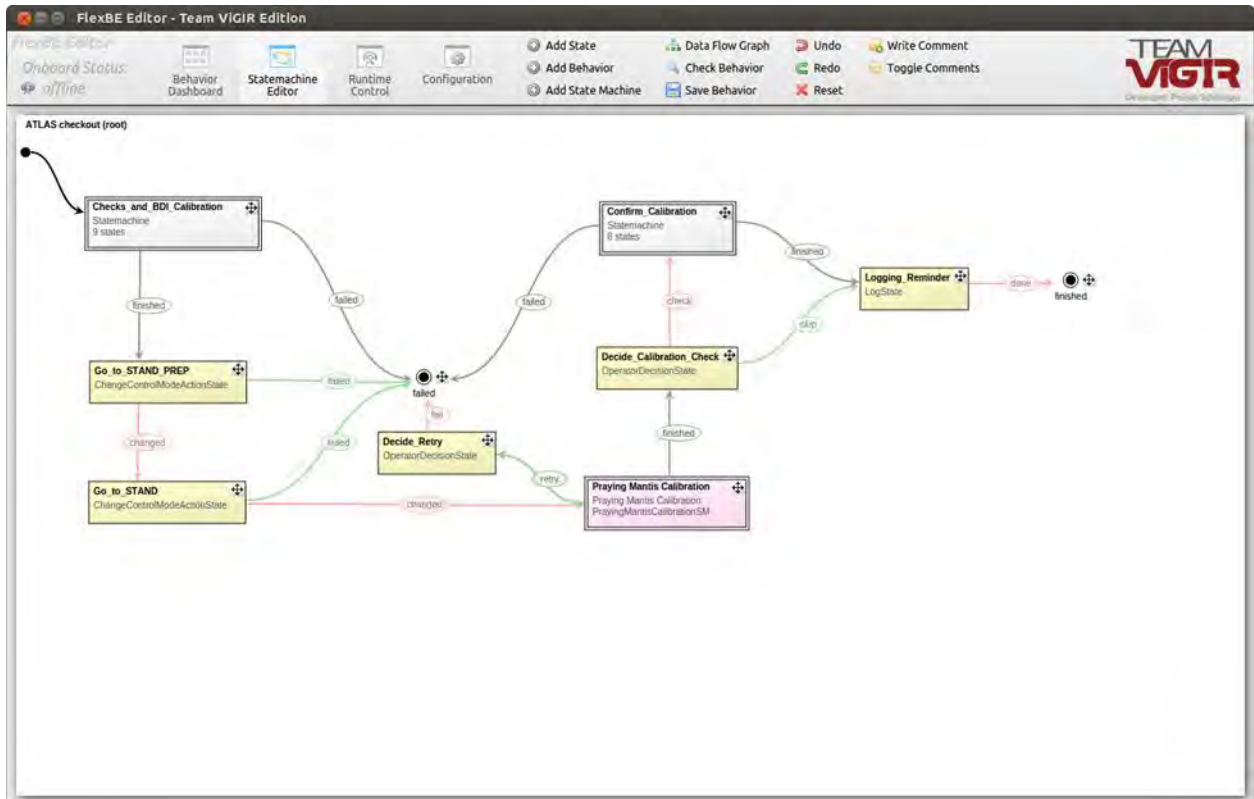 FlexBE Editor - Team ViGIR Edition
FlexBE Editor
Onboard Status:
offline
Behavior
Dashboard
Statemachine
Editor
Runtime
Control
Configuration
Add State
Add Behavior
Add State Machine
Data Flow Graph
Check Behavior
Save Behavior
Undo
Redo
Reset
Write Comment
Toggle Comments
TEAM
ViGIR
ATLAS checkout (root)
Checks_and_BDI_Calibration
Statemachine
9 states
Confirm_Calibration
Statemachine
8 states
finished
Logging_Reminder
LogState
done
finished
finished
failed
failed
check
skip
Decide_Calibration_Check
OperatorDecisionState
Go_to_STAND_PREP
ChangeControlModeActionState
failed
failed
fail
changed
failed
Decide_Retry
OperatorDecisionState
finished
retry
Go_to_STAND
ChangeControlModeActionState
changed
Praying Mantis Calibration
Praying Mantis Calibration
PrayingMantisCalibrationSM